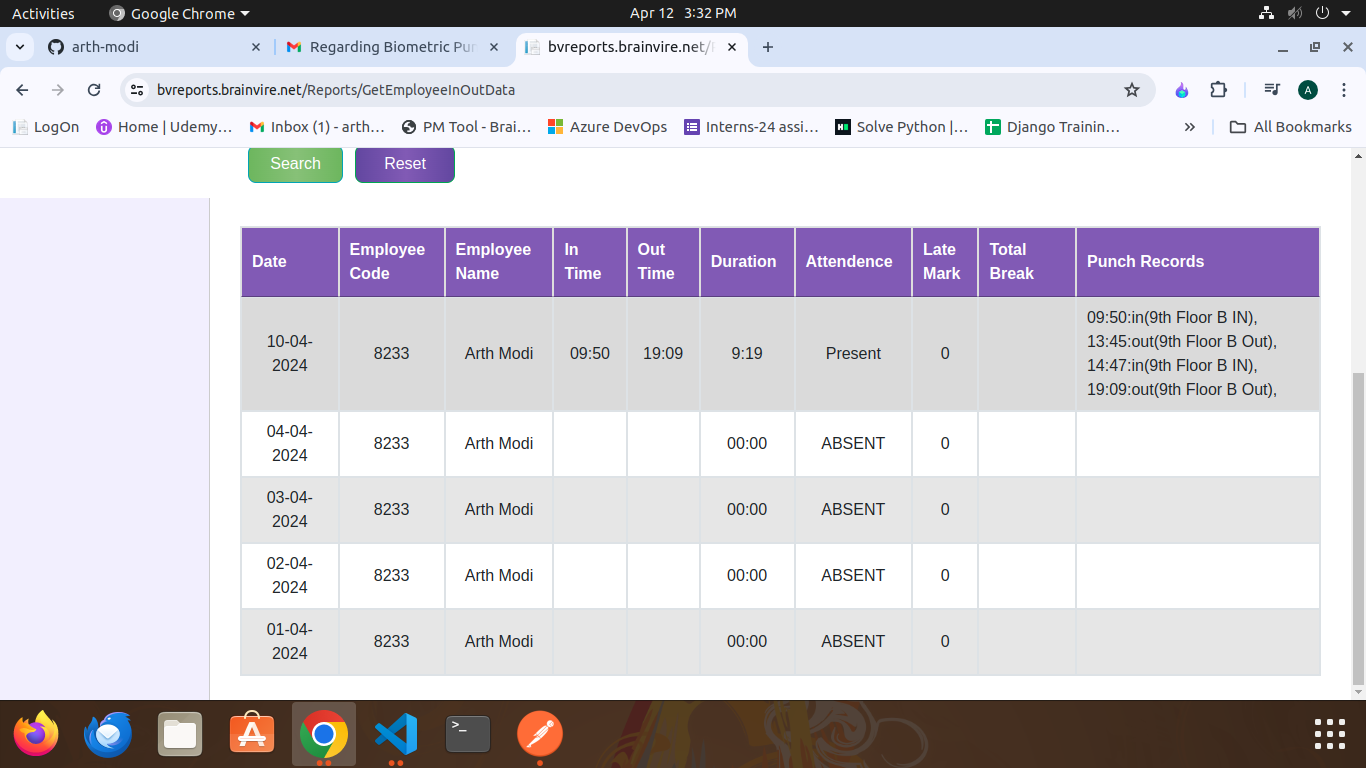 Activities Google Chrome Apr 12 3:32 PM
arth-modi Regarding Biometric Pun bvreports.brainvire.net/
bvreports.brainvire.net/Reports/GetEmployeeInOutData A
LogOn Home | Udemy… Inbox (1) - arth… PM Tool - Brai… Azure DevOps Interns-24 assi… Solve Python |… Django Trainin… » All Bookmarks
Search Reset
Date Employee Code Employee Name In Time Out Time Duration Attendence Late Mark Total Break Punch Records
10-04-2024 8233 Arth Modi 09:50 19:09 9:19 Present 0 09:50:in(9th Floor B IN),
13:45:out(9th Floor B Out),
14:47:in(9th Floor B IN),
19:09:out(9th Floor B Out),
04-04-2024 8233 Arth Modi 00:00 ABSENT 0
03-04-2024 8233 Arth Modi 00:00 ABSENT 0
02-04-2024 8233 Arth Modi 00:00 ABSENT 0
01-04-2024 8233 Arth Modi 00:00 ABSENT 0